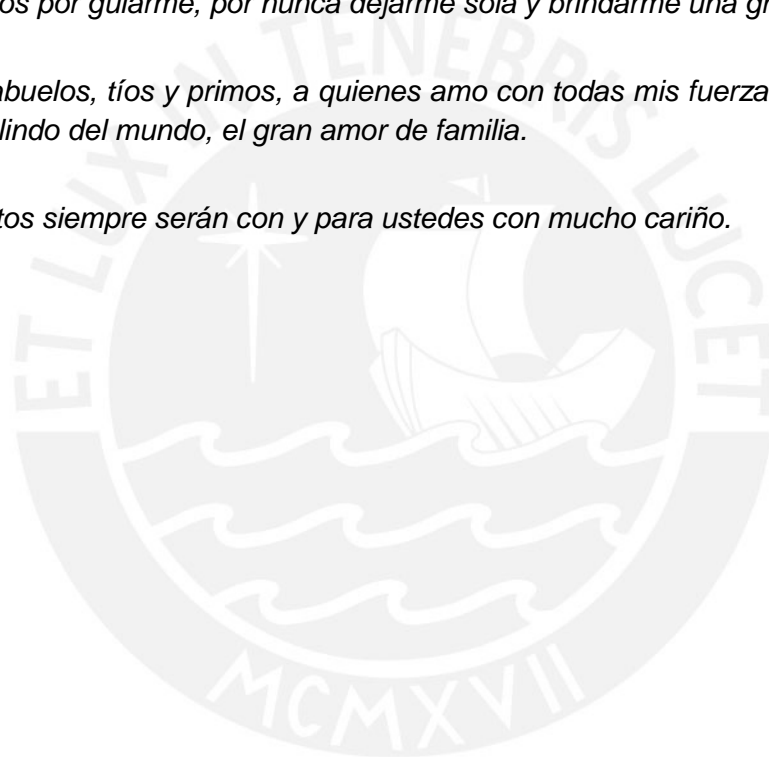 os por guiarme, por nunca dejarme sola y brindarme una gr
abuelos, tíos y primos, a quienes amo con todas mis fuerza
lindo del mundo, el gran amor de familia.
tos siempre serán con y para ustedes con mucho cariño.
ET LUX IN TENEBRIS LUCET
MCMXVII